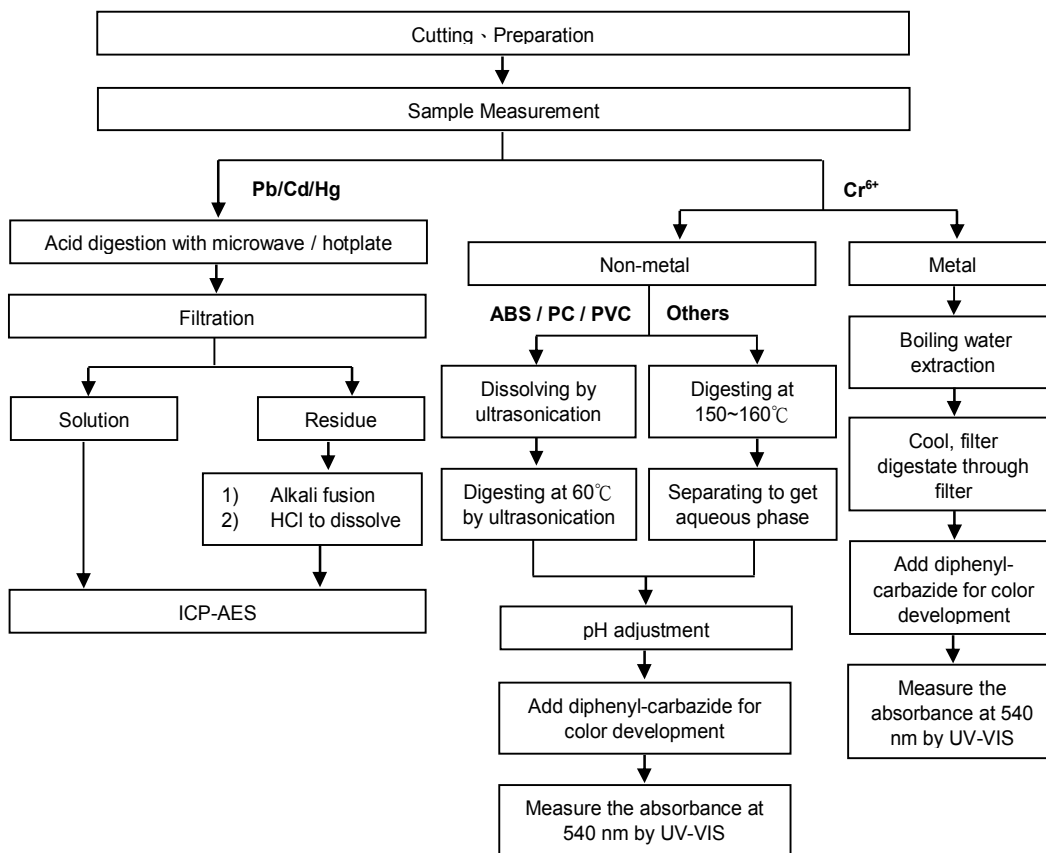 Cutting、Preparation
Sample Measurement
Pb/Cd/Hg
Cr6+
Acid digestion with microwave / hotplate
Filtration
Solution
Residue
1) Alkali fusion
2) HCl to dissolve
ICP-AES
Non-metal
ABS / PC / PVC
Others
Dissolving by
ultrasonication
Digesting at 60℃
by ultrasonication
Digesting at
150~160℃
Separating to get
aqueous phase
pH adjustment
Add diphenyl-carbazide for
color development
Measure the absorbance at
540 nm by UV-VIS
Metal
Boiling water
extraction
Cool, filter
digestate through
filter
Add diphenyl-
carbazide for color
development
Measure the
absorbance at 540
nm by UV-VIS